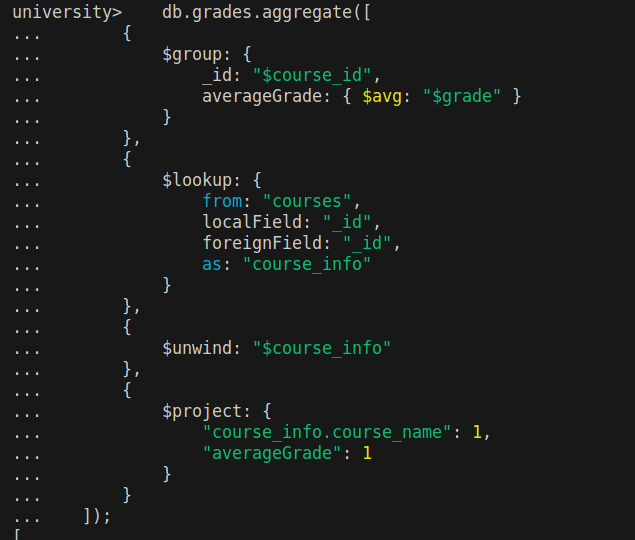 university>    db.grades.aggregate([
...        {
...            $group: {
...                _id: "$course_id",
...                averageGrade: { $avg: "$grade" }
...            }
...        },
...        {
...            $lookup: {
...                from: "courses",
...                localField: "_id",
...                foreignField: "_id",
...                as: "course_info"
...            }
...        },
...        {
...            $unwind: "$course_info"
...        },
...        {
...            $project: {
...                "course_info.course_name": 1,
...                "averageGrade": 1
...            }
...        }
...    ]);
[